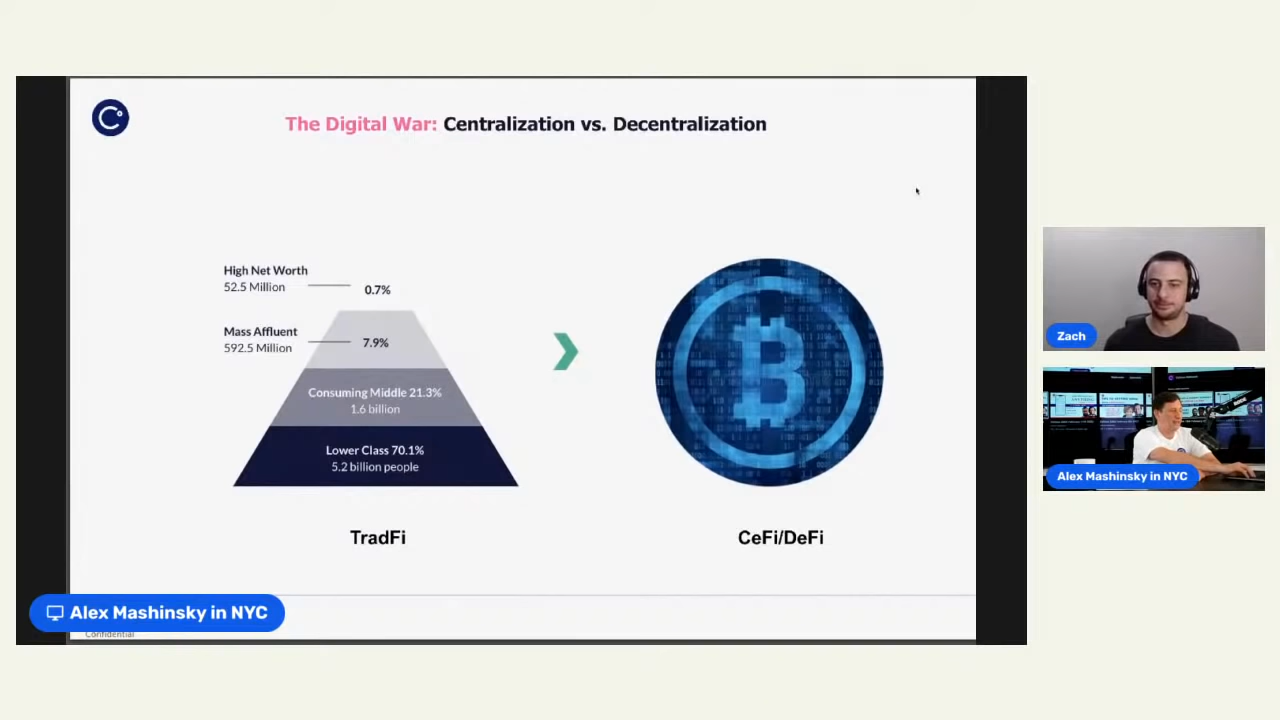 The Digital War: Centralization vs. Decentralization
High Net Worth
52.5 Million
0.7%
Mass Affluent
592.5 Million
7.9%
Consuming Middle 21.3%
1.6 billion
Lower Class 70.1%
5.2 billion people
TradFi
CeFi/DeFi
Alex Mashinsky in NYC
Confidential
Zach
Alex Mashinsky in NYC